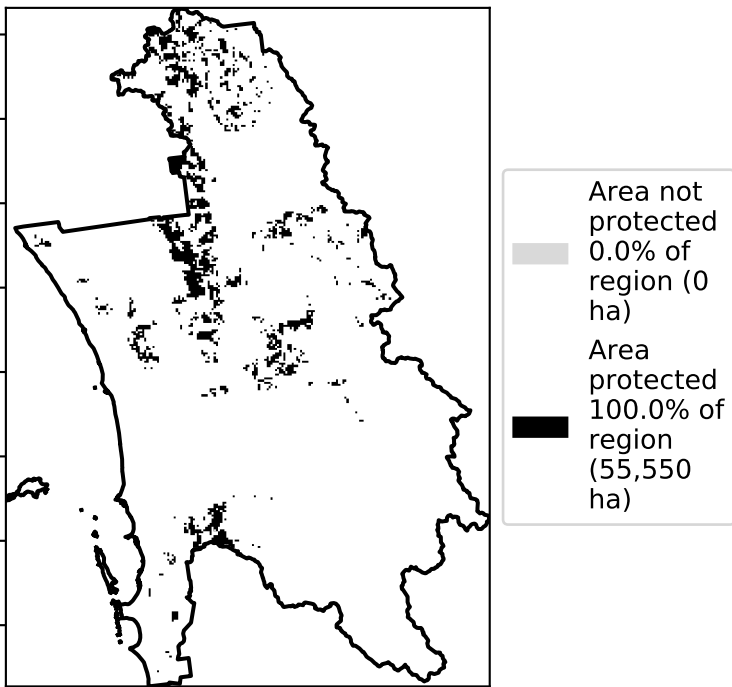 Area not
protected
0.0% of
region (0
ha)
Area
protected
100.0% of
region
(55,550
ha)